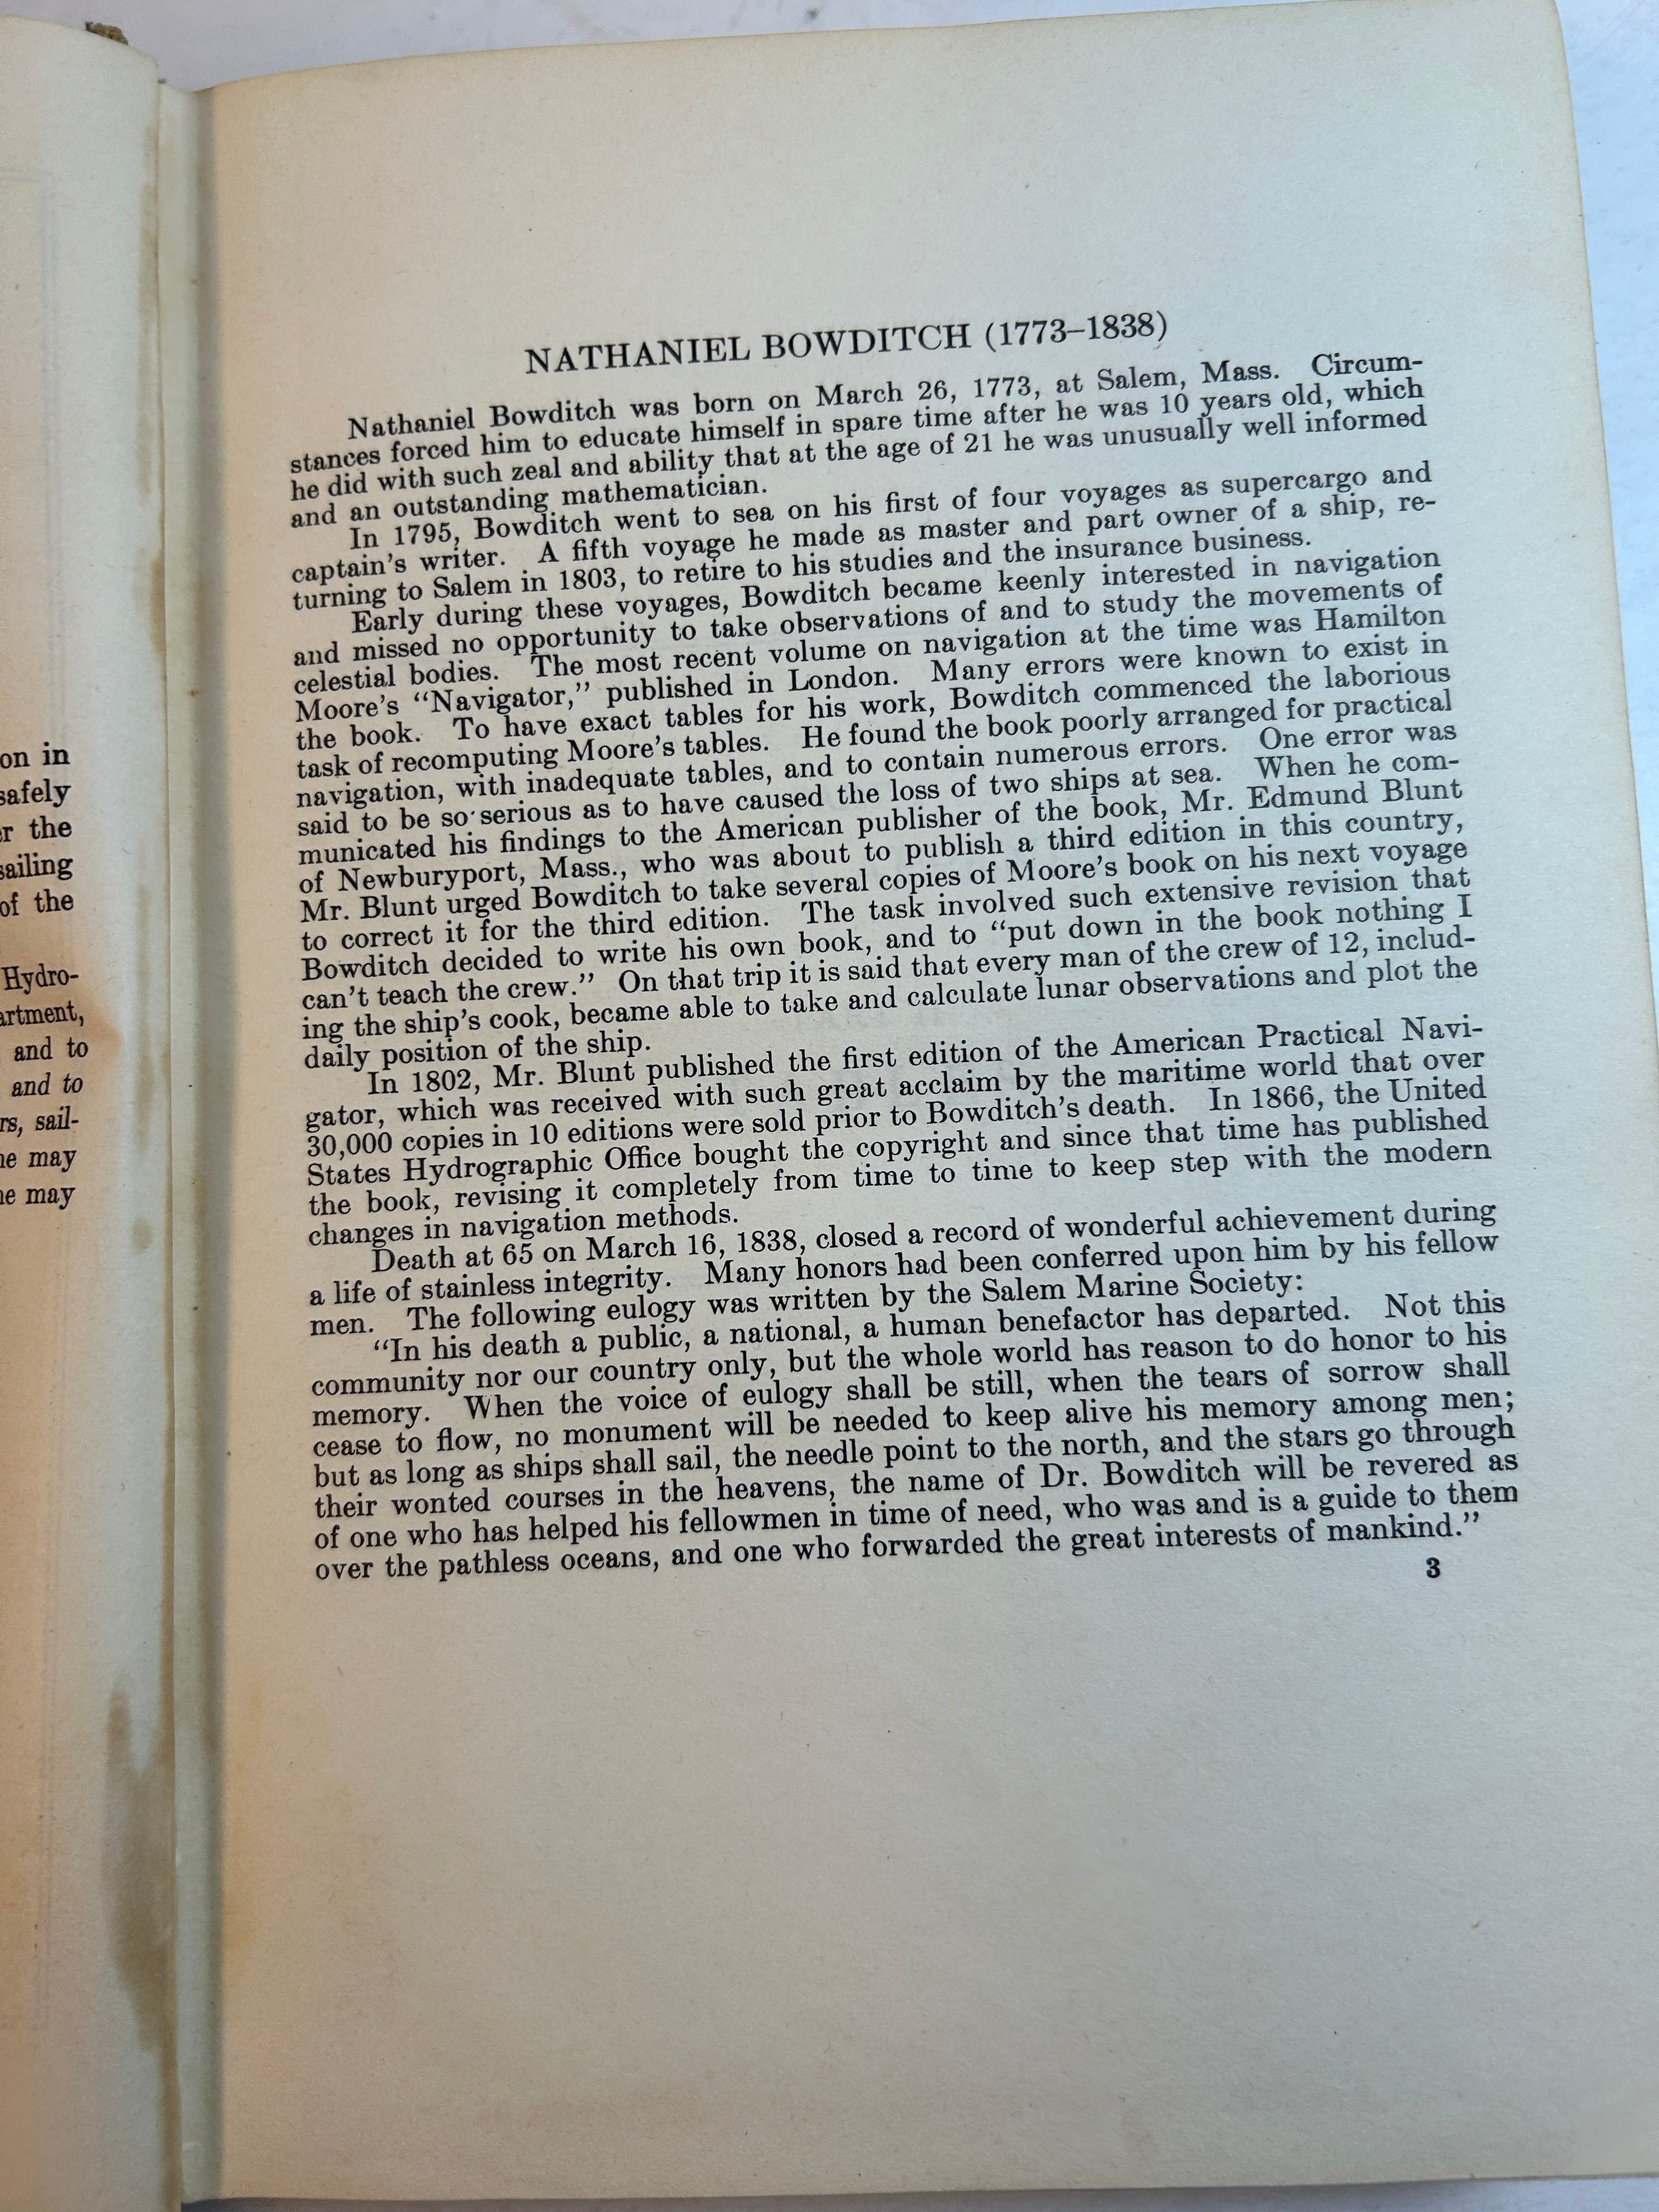 on in
safely
r the
sailing
of the
Hydro-
artment,
and to
and to
rs, sail-
ne may
ne may
NATHANIEL BOWDITCH (1773–1838)
Nathaniel Bowditch was born on March 26, 1773, at Salem, Mass. Circum-
stances forced him to educate himself in spare time after he was 10 years old, which
he did with such zeal and ability that at the age of 21 he was unusually well informed
and an outstanding mathematician.
In 1795, Bowditch went to sea on his first of four voyages as supercargo and
captain's writer. A fifth voyage he made as master and part owner of a ship, re-
turning to Salem in 1803, to retire to his studies and the insurance business.
Early during these voyages, Bowditch became keenly interested in navigation
and missed no opportunity to take observations of and to study the movements of
celestial bodies. The most recent volume on navigation at the time was Hamilton
Moore's “Navigator,” published in London. Many errors were known to exist in
the book. To have exact tables for his work, Bowditch commenced the laborious
task of recomputing Moore's tables. He found the book poorly arranged for practical
navigation, with inadequate tables, and to contain numerous errors. One error was
said to be so serious as to have caused the loss of two ships at sea. When he com-
municated his findings to the American publisher of the book, Mr. Edmund Blunt
of Newburyport, Mass., who was about to publish a third edition in this country,
Mr. Blunt urged Bowditch to take several copies of Moore's book on his next voyage
to correct it for the third edition. The task involved such extensive revision that
Bowditch decided to write his own book, and to “put down in the book nothing I
can't teach the crew.” On that trip it is said that every man of the crew of 12, includ-
ing the ship's cook, became able to take and calculate lunar observations and plot the
daily position of the ship.
In 1802, Mr. Blunt published the first edition of the American Practical Navi-
gator, which was received with such great acclaim by the maritime world that over
30,000 copies in 10 editions were sold prior to Bowditch's death. In 1866, the United
States Hydrographic Office bought the copyright and since that time has published
the book, revising it completely from time to time to keep step with the modern
changes in navigation methods.
Death at 65 on March 16, 1838, closed a record of wonderful achievement during
a life of stainless integrity. Many honors had been conferred upon him by his fellow
men. The following eulogy was written by the Salem Marine Society:
“In his death a public, a national, a human benefactor has departed. Not this
community nor our country only, but the whole world has reason to do honor to his
memory. When the voice of eulogy shall be still, when the tears of sorrow shall
cease to flow, no monument will be needed to keep alive his memory among men;
but as long as ships shall sail, the needle point to the north, and the stars go through
their wonted courses in the heavens, the name of Dr. Bowditch will be revered as
of one who has helped his fellowmen in time of need, who was and is a guide to them
over the pathless oceans, and one who forwarded the great interests of mankind.”
3